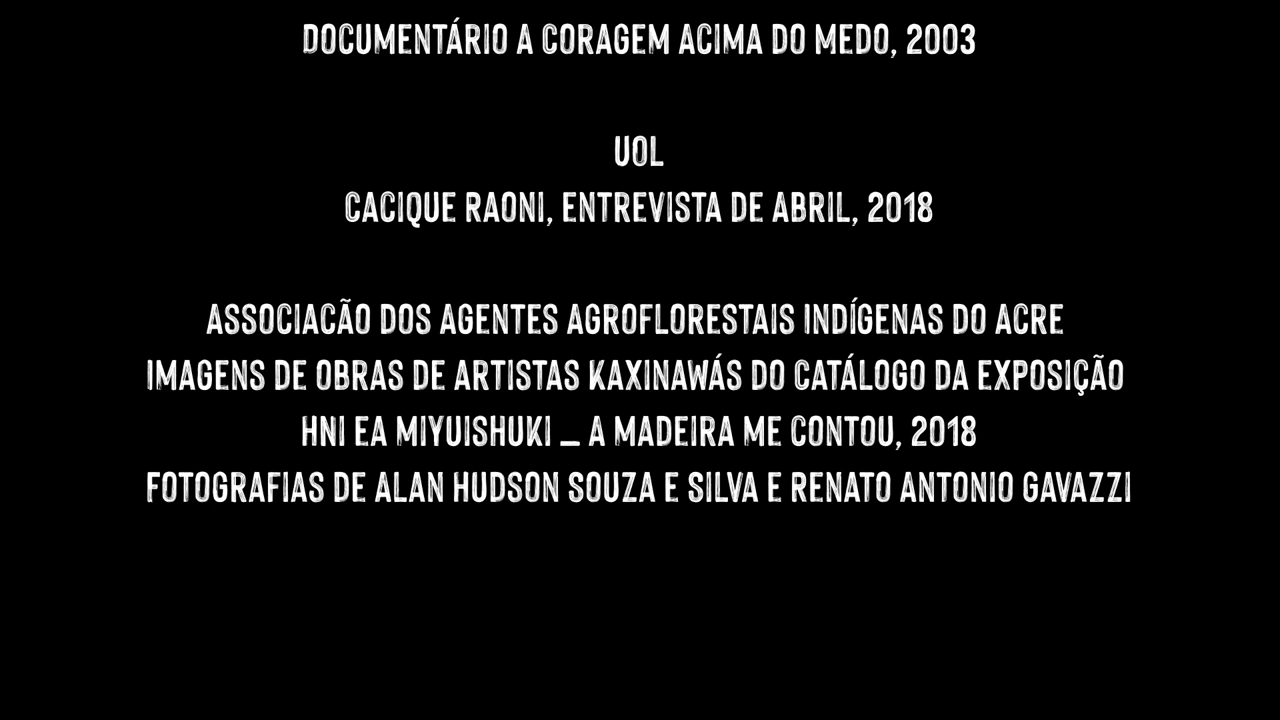 DOCUMENTÁRIO A CORAGEM ACIMA DO MEDO, 2003
UOL
CACIQUE RAONI, ENTREVISTA DE ABRIL, 2018
ASSOCIACÃO DOS AGENTES AGROFLORESTAIS INDÍGENAS DO ACRE
IMAGENS DE OBRAS DE ARTISTAS KAXINAWÁS DO CATÁLOGO DA EXPOSIÇÃO
HNI EA MIYUISHUKI _ A MADEIRA ME CONTOU, 2018
FOTOGRAFIAS DE ALAN HUDSON SOUZA E SILVA E RENATO ANTONIO GAVAZZI